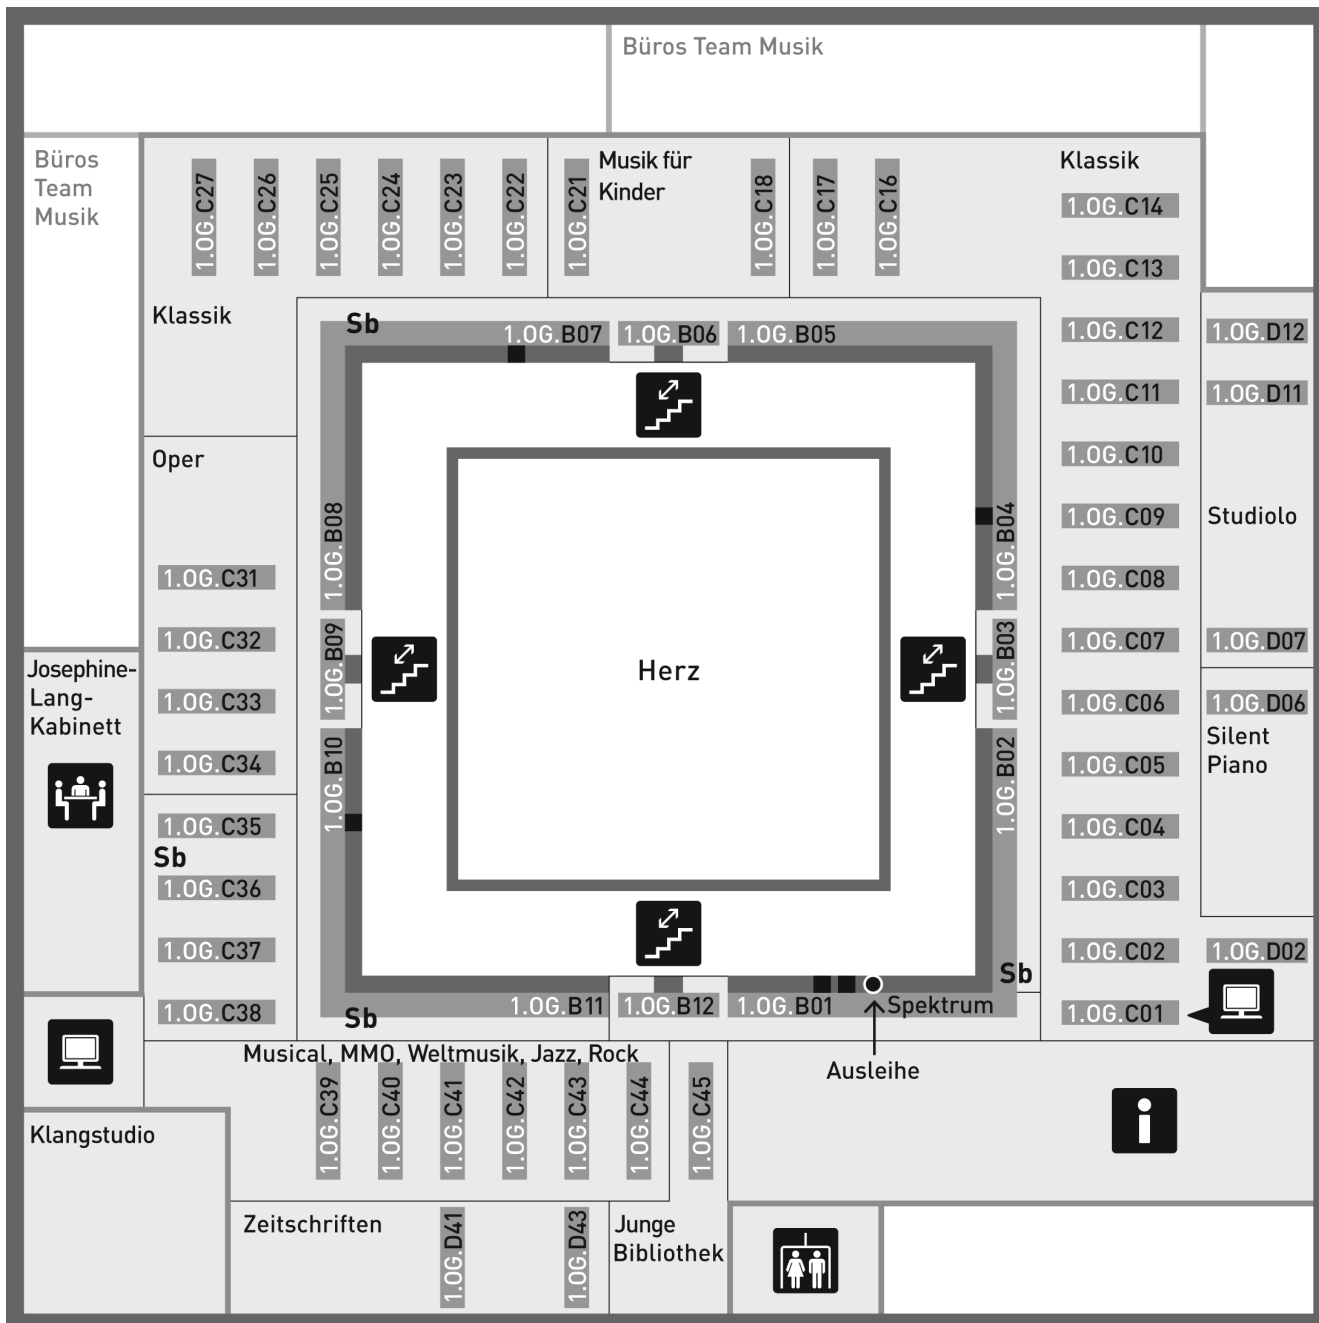 Büros Team Musik
Büros
Team
Musik
1.OG.C27
1.OG.C26
1.OG.C25
1.OG.C24
1.OG.C23
1.OG.C22
1.OG.C21
Musik für
Kinder
1.OG.C18
1.OG.C17
1.OG.C16
Klassik
1.OG.C14
1.OG.C13
1.OG.C12
1.OG.C11
1.OG.C10
1.OG.C09
1.OG.C08
1.OG.C07
1.OG.C06
1.OG.C05
1.OG.C04
1.OG.C03
1.OG.C02
1.OG.C01
1.OG.D12
1.OG.D11
Studiolo
1.OG.D07
1.OG.D06
Silent
Piano
1.OG.D02
Klassik
Sb
1.OG.B07
1.OG.B06
1.OG.B05
1.OG.B08
1.OG.B04
1.OG.B09
1.OG.B03
1.OG.B10
1.OG.B02
Herz
Oper
1.OG.C31
1.OG.C32
1.OG.C33
1.OG.C34
1.OG.C35
Sb
1.OG.C36
1.OG.C37
1.OG.C38
Josephine-
Lang-
Kabinett
Sb
1.OG.B11
1.OG.B12
1.OG.B01
Spektrum
Sb
Ausleihe
Musical, MMO, Weltmusik, Jazz, Rock
1.OG.C39
1.OG.C40
1.OG.C41
1.OG.C42
1.OG.C43
1.OG.C44
1.OG.C45
i
Klangstudio
Zeitschriften
1.OG.D41
1.OG.D43
Junge
Bibliothek